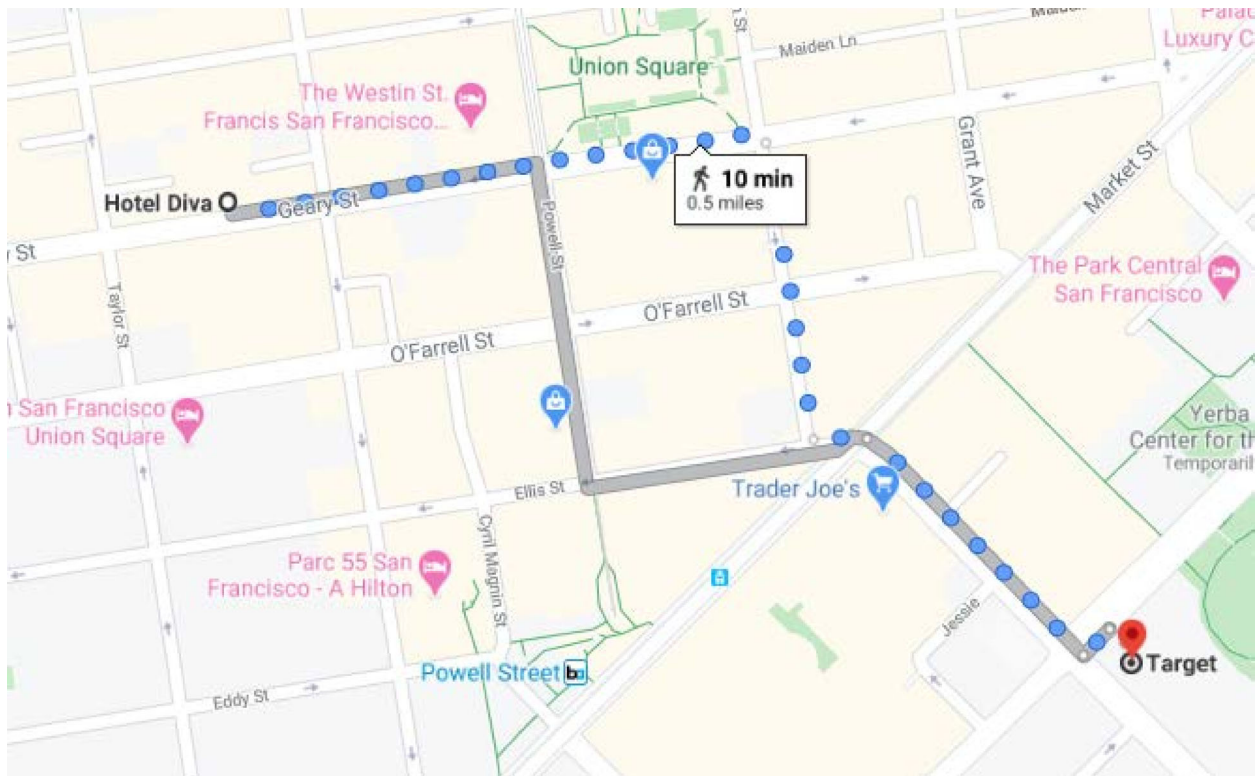 Maiden Ln
Luxury C
Union Square
The Westin St.
Francis San Francisco...
Grant Ave
Market St
10 min
0.5 miles
Hotel Diva
Geary St
Powell St
St
The Park Central
San Francisco
Taylor St
O'Farrell St
O'Farrell St
San Francisco
Union Square
Yerba
Center for th
Temporaril
Trader Joe's
Ellis St
Cyril Magnin St
Parc 55 San
Francisco - A Hilton
Jessie
Powell Street
Target
Eddy St